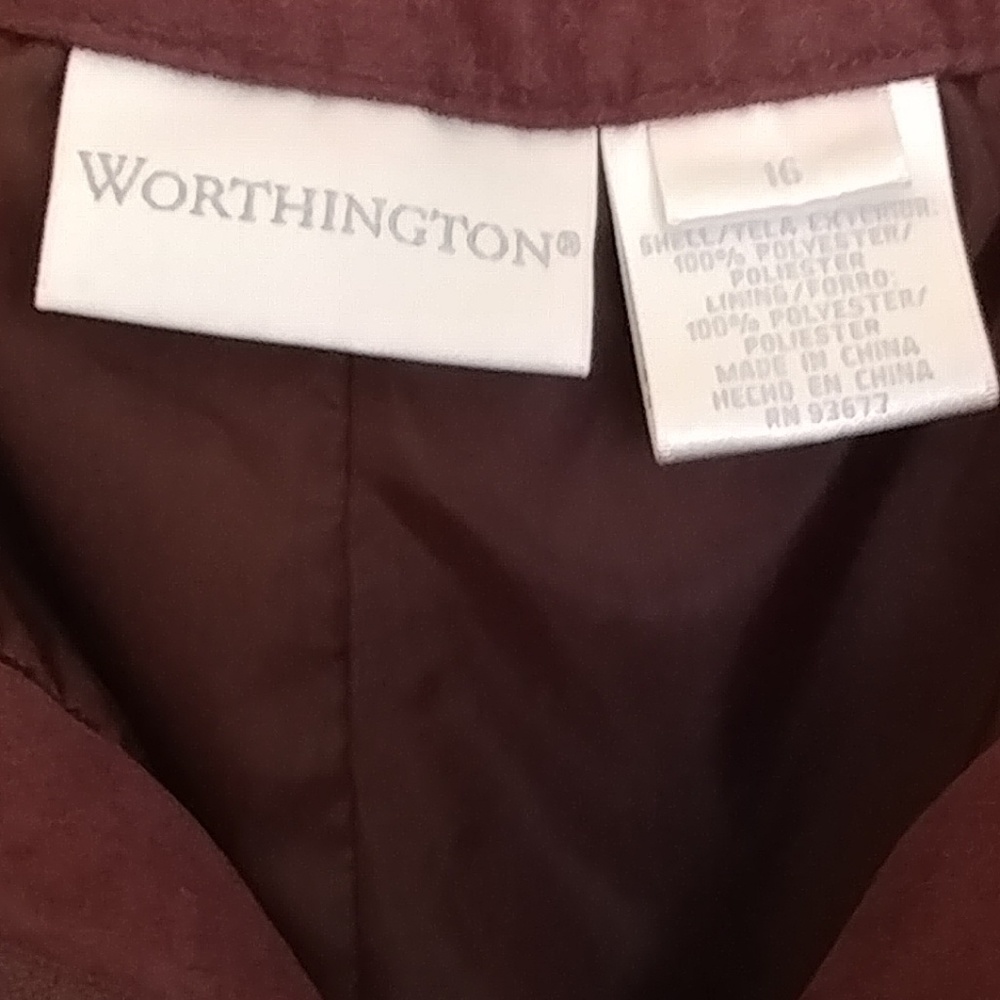 WORTHINGTON®
16
SHELL/TELA EXTERIOR:
100% POLYESTER/
POLIESTER
LINING/FORRO:
100% POLYESTER/
POLIESTER
MADE IN CHINA
HECHO EN CHINA
RN 93677